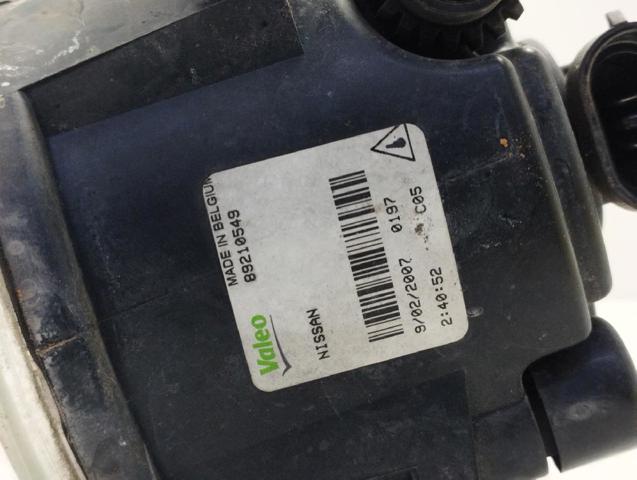 MADE IN BELGIUM
89210549
Valeo
NISSAN
9/02/2007 0197
2:40:52 C05